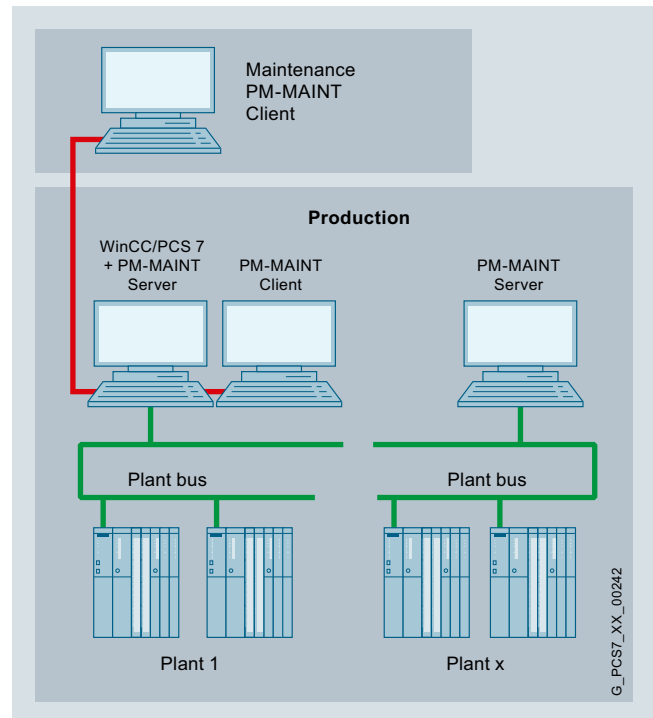 Maintenance
PM-MAINT
Client
Production
WinCC/PCS 7
+ PM-MAINT
Server
PM-MAINT
Client
PM-MAINT
Server
Plant bus
Plant bus
Plant 1
Plant x
G_PCS7_XX_00242